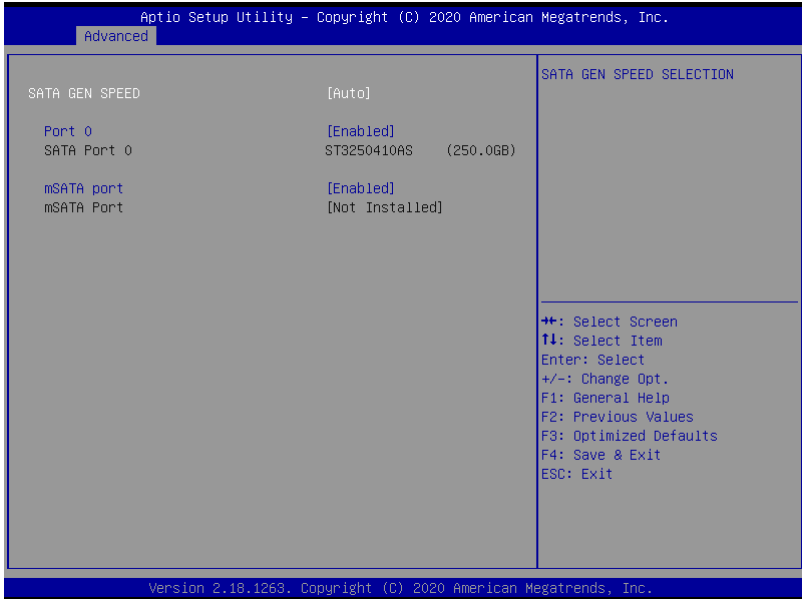 Aptio Setup Utility – Copyright (C) 2020 American Megatrends, Inc.
Advanced
SATA GEN SPEED [Auto]
Port 0 [Enabled]
SATA Port 0 ST3250410AS (250.0GB)
mSATA port [Enabled]
mSATA Port [Not Installed]
SATA GEN SPEED SELECTION
→←: Select Screen
↑↓: Select Item
Enter: Select
+/-: Change Opt.
F1: General Help
F2: Previous Values
F3: Optimized Defaults
F4: Save & Exit
ESC: Exit
Version 2.18.1263. Copyright (C) 2020 American Megatrends, Inc.